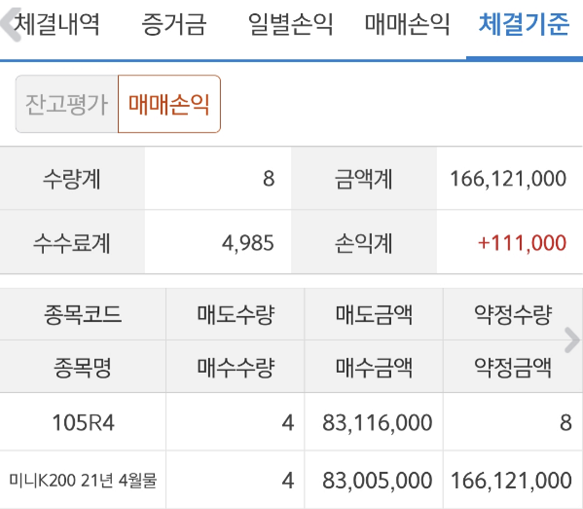 체결내역 증거금 일별손익 매매손익 체결기준
잔고평가 매매손익
수량계 8 금액계 166,121,000
수수료계 4,985 손익계 +111,000
종목코드 매도수량 매도금액 약정수량
종목명 매수수량 매수금액 약정금액
105R4 4 83,116,000 8
미니K200 21년 4월물 4 83,005,000 166,121,000